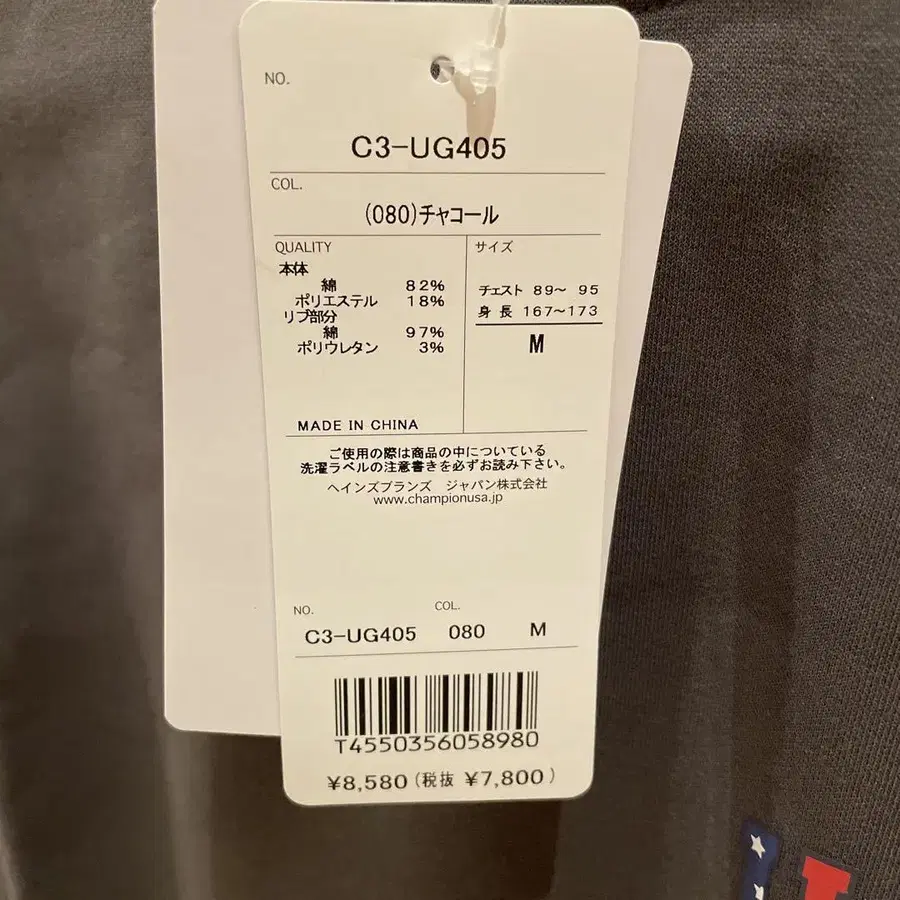 NO.
C3-UG405
COL.
(080)チャコール
QUALITY
本体
綿 82%
ポリエステル 18%
リブ部分
綿 97%
ポリウレタン 3%
サイズ
チェスト 89〜 95
身長 167〜173
M
MADE IN CHINA
ご使用の際は商品の中についている
洗濯ラベルの注意書きを必ずお読み下さい。
ヘインズブランズ ジャパン株式会社
www.championusa.jp
NO. COL.
C3-UG405 080 M
T4550356058980
¥8,580(税抜 ¥7,800)